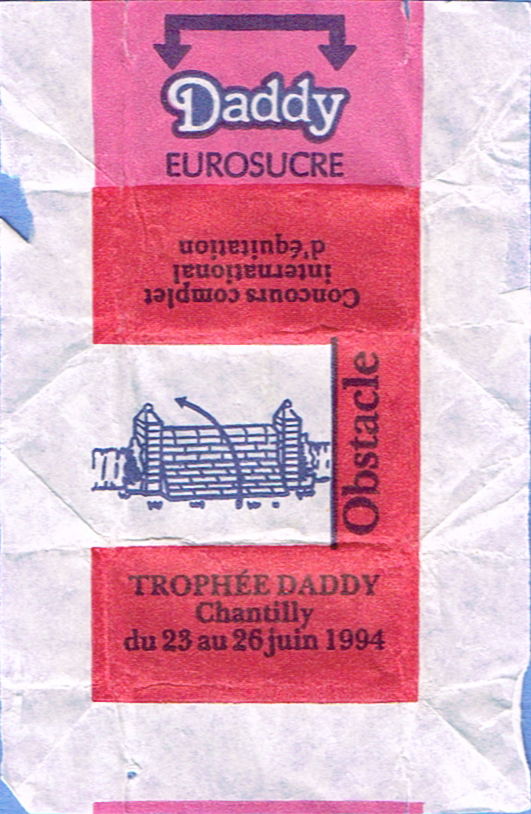 Daddy
EUROSUCRE
Concours complet
international
d'équitation
Obstacle
TROPHÉE DADDY
Chantilly
du 23 au 26 juin 1994